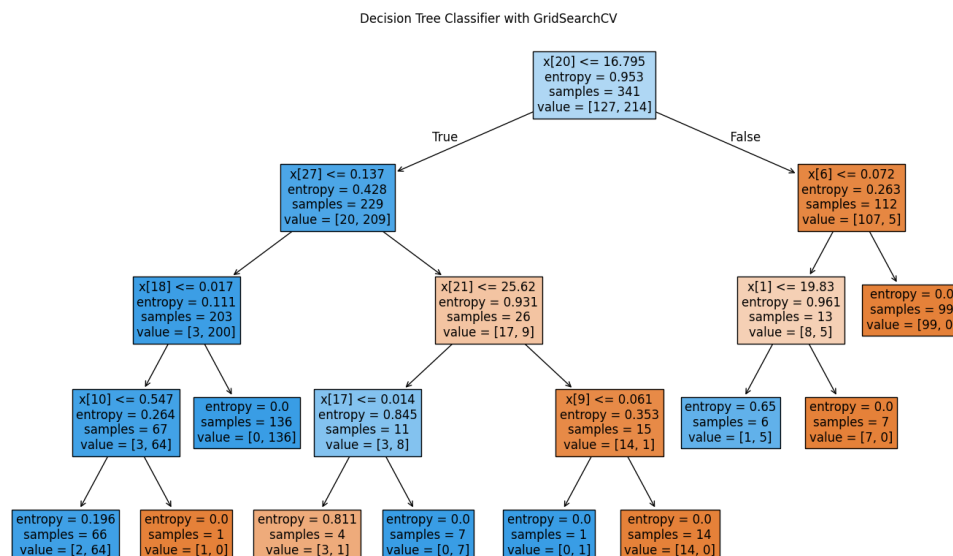 Decision Tree Classifier with GridSearchCV
x[20] <= 16.795
entropy = 0.953
samples = 341
value = [127, 214]
True
False
x[27] <= 0.137
entropy = 0.428
samples = 229
value = [20, 209]
x[6] <= 0.072
entropy = 0.263
samples = 112
value = [107, 5]
x[18] <= 0.017
entropy = 0.111
samples = 203
value = [3, 200]
x[21] <= 25.62
entropy = 0.931
samples = 26
value = [17, 9]
x[1] <= 19.83
entropy = 0.961
samples = 13
value = [8, 5]
entropy = 0.0
samples = 99
value = [99, 0
x[10] <= 0.547
entropy = 0.264
samples = 67
value = [3, 64]
entropy = 0.0
samples = 136
value = [0, 136]
x[17] <= 0.014
entropy = 0.845
samples = 11
value = [3, 8]
x[9] <= 0.061
entropy = 0.353
samples = 15
value = [14, 1]
entropy = 0.65
samples = 6
value = [1, 5]
entropy = 0.0
samples = 7
value = [7, 0]
entropy = 0.196
samples = 66
value = [2, 64]
entropy = 0.0
samples = 1
value = [1, 0]
entropy = 0.811
samples = 4
value = [3, 1]
entropy = 0.0
samples = 7
value = [0, 7]
entropy = 0.0
samples = 1
value = [0, 1]
entropy = 0.0
samples = 14
value = [14, 0]